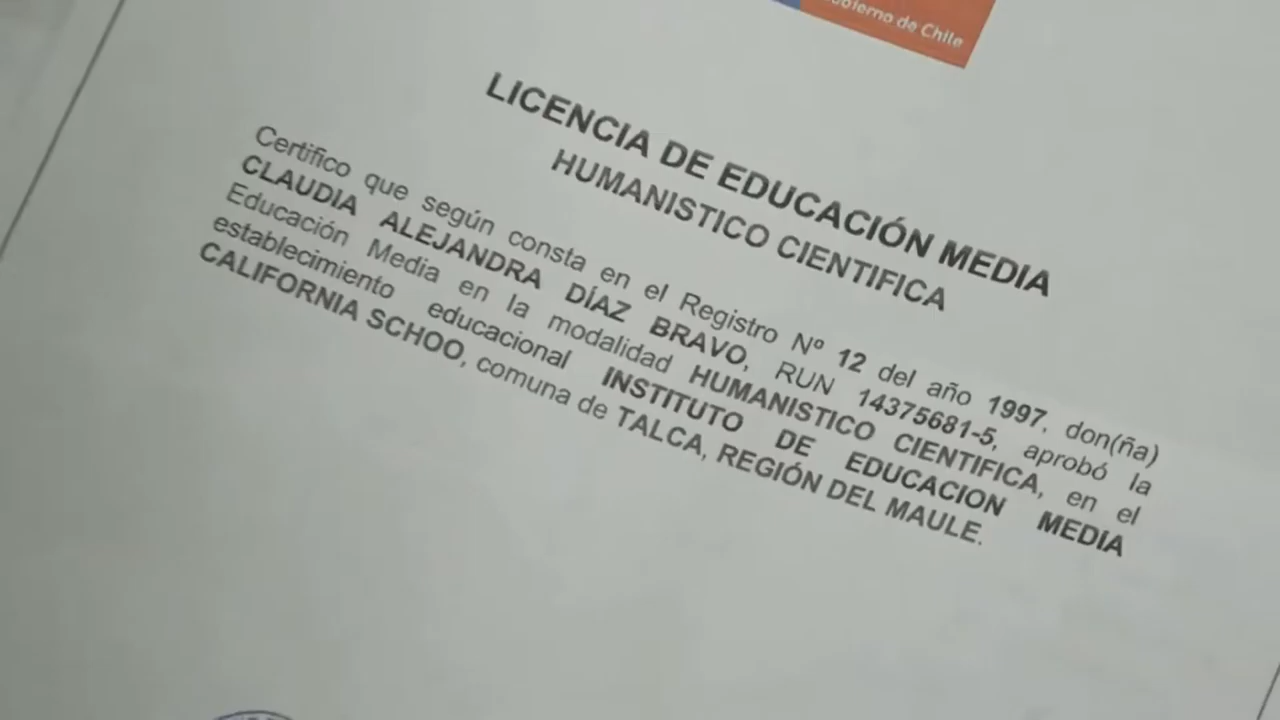 Gobierno de Chile
LICENCIA DE EDUCACIÓN MEDIA
HUMANISTICO CIENTIFICA
Certifico que según consta en el Registro Nº 12 del año 1997, don(ña)
CLAUDIA ALEJANDRA DÍAZ BRAVO, RUN 14375681-5, aprobó la
Educación Media en la modalidad HUMANISTICO CIENTIFICA, en el
establecimiento educacional INSTITUTO DE EDUCACION MEDIA
CALIFORNIA SCHOO, comuna de TALCA, REGIÓN DEL MAULE.